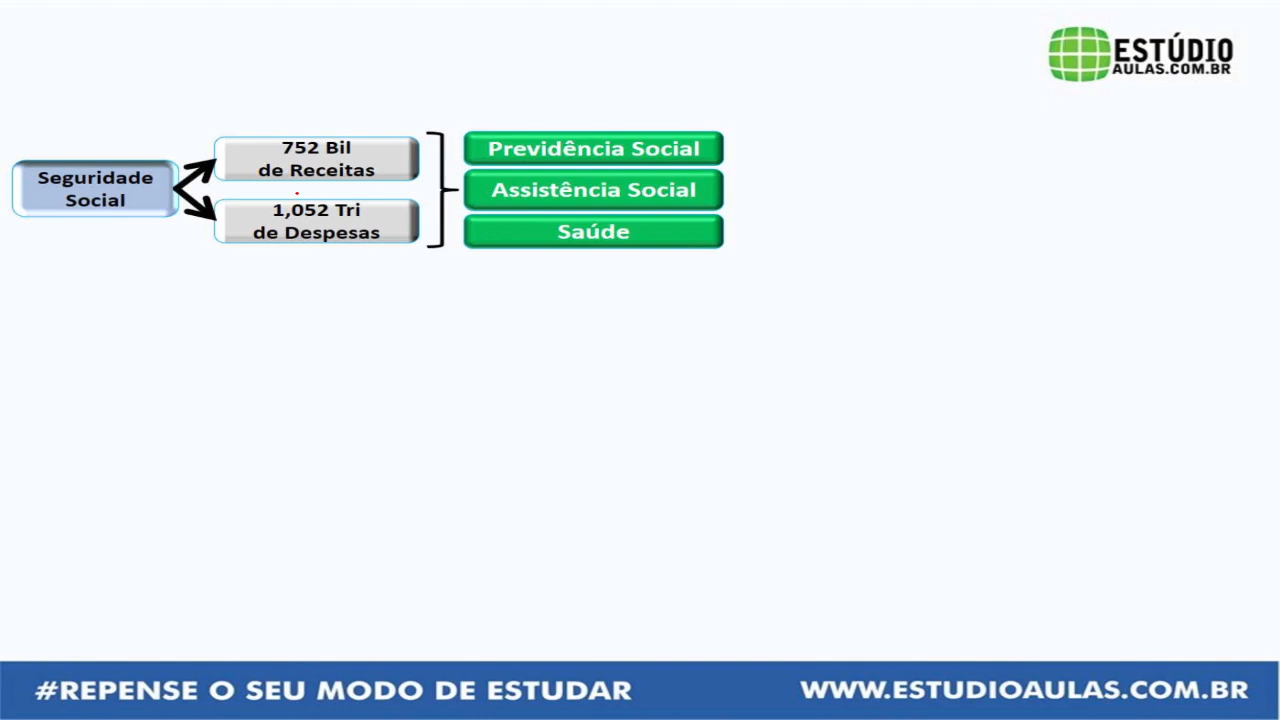 ESTÚDIO
AULAS.COM.BR
Seguridade
Social
752 Bil
de Receitas
1,052 Tri
de Despesas
Previdência Social
Assistência Social
Saúde
#REPENSE O SEU MODO DE ESTUDAR
WWW.ESTUDIOAULAS.COM.BR